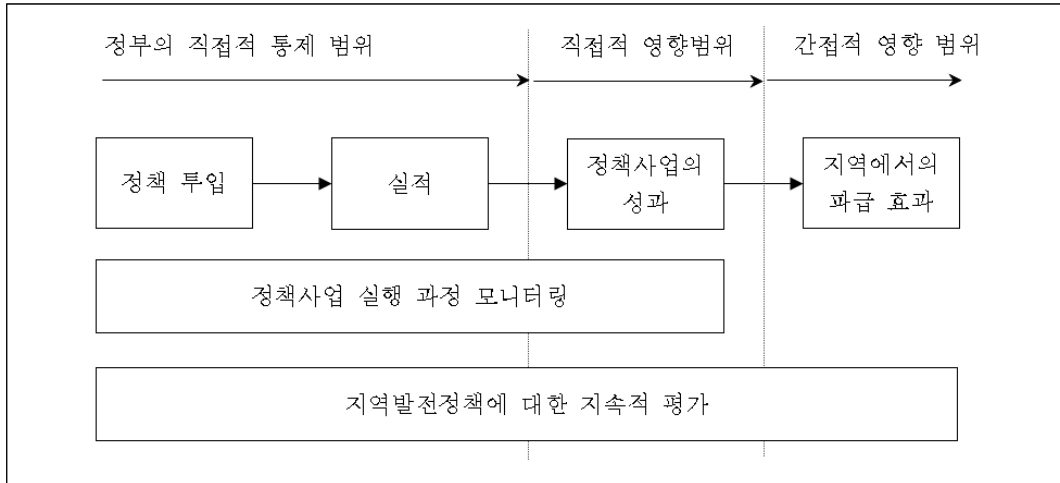 정부의 직접적 통제 범위
직접적 영향범위
간접적 영향 범위
정책 투입
실적
정책사업의
성과
지역에서의
파급 효과
정책사업 실행 과정 모니터링
지역발전정책에 대한 지속적 평가